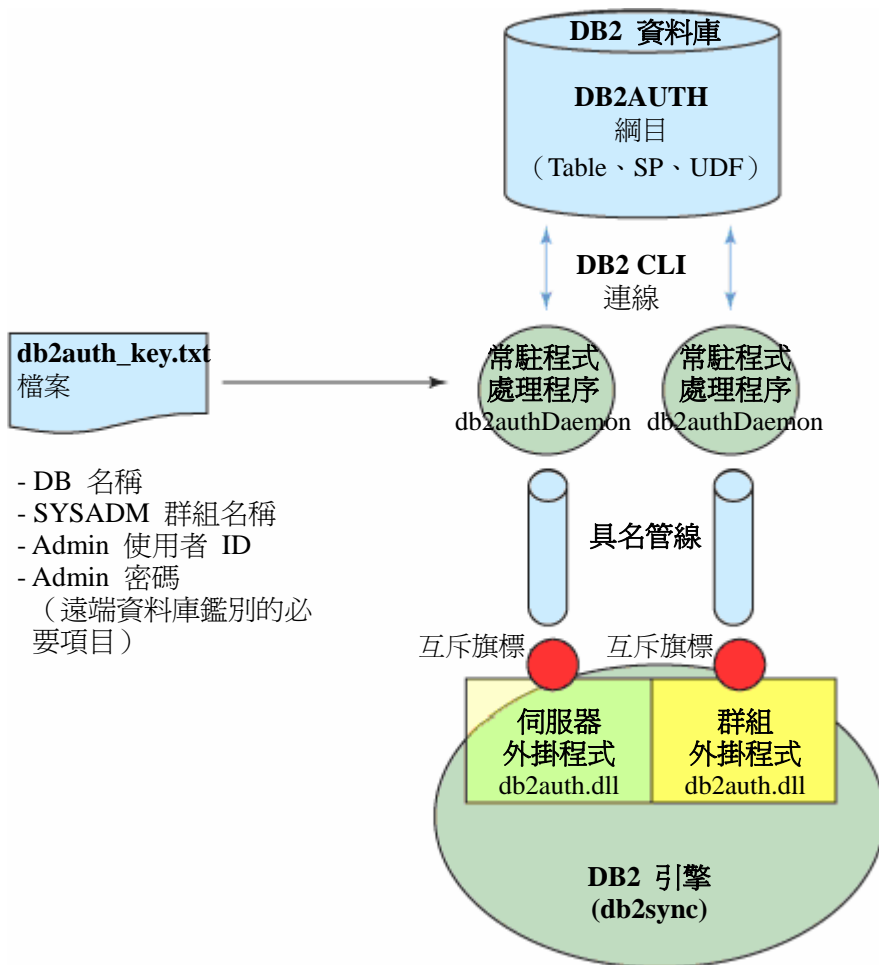 DB2 資料庫
DB2AUTH
綱目
（Table、SP、UDF）
DB2 CLI
連線
db2auth_key.txt
檔案
常駐程式
處理程序
db2authDaemon
常駐程式
處理程序
db2authDaemon
- DB 名稱
- SYSADM 群組名稱
- Admin 使用者 ID
- Admin 密碼
（遠端資料庫鑑別的必
要項目）
具名管線
互斥旗標
互斥旗標
伺服器
外掛程式
db2auth.dll
群組
外掛程式
db2auth.dll
DB2 引擎
(db2sync)